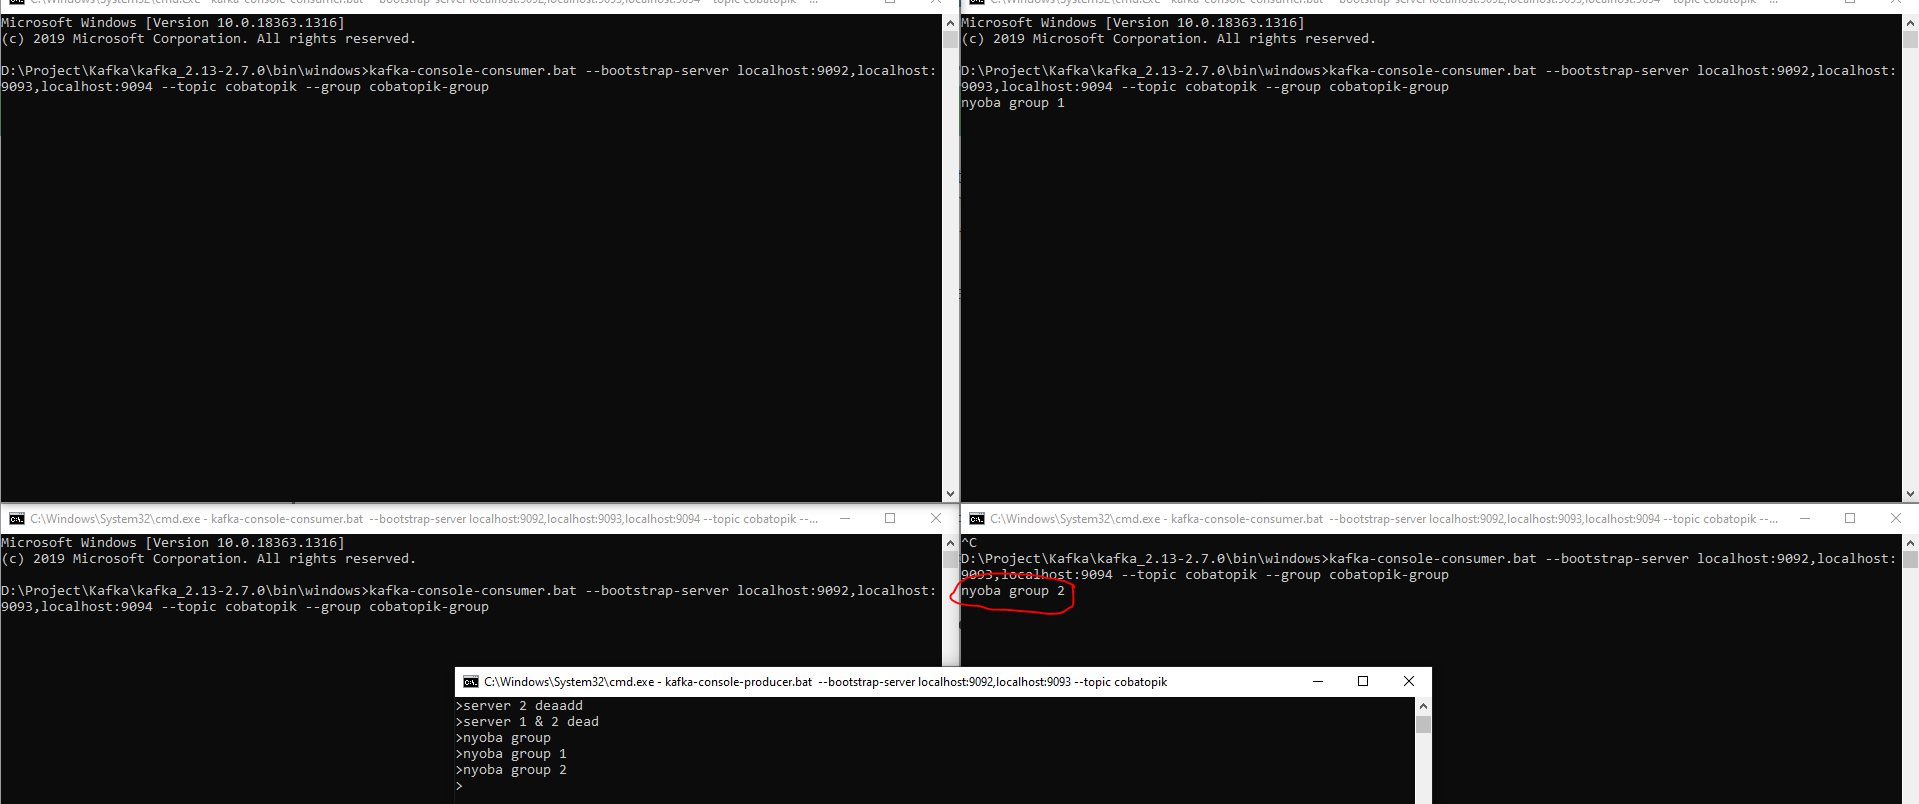 C:\Windows\System32\cmd.exe - kafka-console-consumer.bat --bootstrap-server localhost:9092,localhost:9093,localhost:9094 --topic cobatopik --...
Microsoft Windows [Version 10.0.18363.1316]
(c) 2019 Microsoft Corporation. All rights reserved.
D:\Project\Kafka\kafka_2.13-2.7.0\bin\windows>kafka-console-consumer.bat --bootstrap-server localhost:9092,localhost:
9093,localhost:9094 --topic cobatopik --group cobatopik-group
C:\Windows\System32\cmd.exe - kafka-console-consumer.bat --bootstrap-server localhost:9092,localhost:9093,localhost:9094 --topic cobatopik --...
Microsoft Windows [Version 10.0.18363.1316]
(c) 2019 Microsoft Corporation. All rights reserved.
D:\Project\Kafka\kafka_2.13-2.7.0\bin\windows>kafka-console-consumer.bat --bootstrap-server localhost:9092,localhost:
9093,localhost:9094 --topic cobatopik --group cobatopik-group
nyoba group 1
C:\Windows\System32\cmd.exe - kafka-console-consumer.bat --bootstrap-server localhost:9092,localhost:9093,localhost:9094 --topic cobatopik --...
Microsoft Windows [Version 10.0.18363.1316]
(c) 2019 Microsoft Corporation. All rights reserved.
D:\Project\Kafka\kafka_2.13-2.7.0\bin\windows>kafka-console-consumer.bat --bootstrap-server localhost:9092,localhost:
9093,localhost:9094 --topic cobatopik --group cobatopik-group
C:\Windows\System32\cmd.exe - kafka-console-consumer.bat --bootstrap-server localhost:9092,localhost:9093,localhost:9094 --topic cobatopik --...
^C
D:\Project\Kafka\kafka_2.13-2.7.0\bin\windows>kafka-console-consumer.bat --bootstrap-server localhost:9092,localhost:
9093,localhost:9094 --topic cobatopik --group cobatopik-group
nyoba group 2
C:\Windows\System32\cmd.exe - kafka-console-producer.bat --bootstrap-server localhost:9092,localhost:9093 --topic cobatopik
>server 2 deaadd
>server 1 & 2 dead
>nyoba group
>nyoba group 1
>nyoba group 2
>